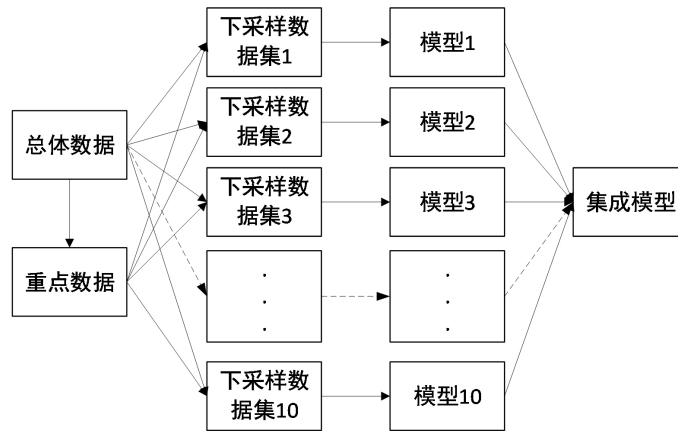 下采样数
据集1
模型1
总体数据
下采样数
据集2
模型2
下采样数
据集3
模型3
集成模型
重点数据
.
.
.
.
.
.
下采样数
据集10
模型10